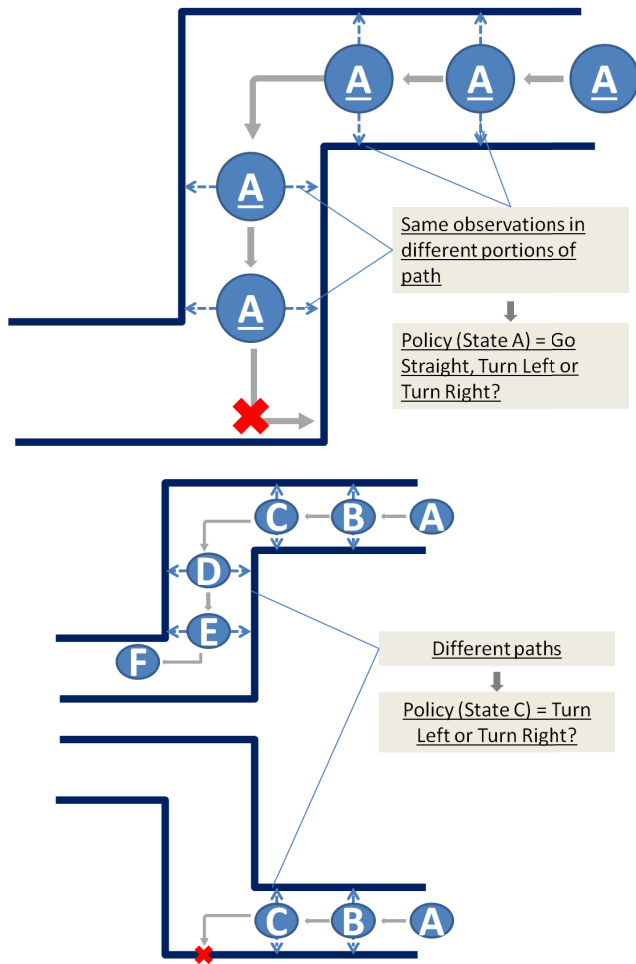 A A A
A
Same observations in
different portions of
path
A
Policy (State A) = Go
Straight, Turn Left or
Turn Right?
C B A
D
E
Different paths
F
Policy (State C) = Turn
Left or Turn Right?
C B A